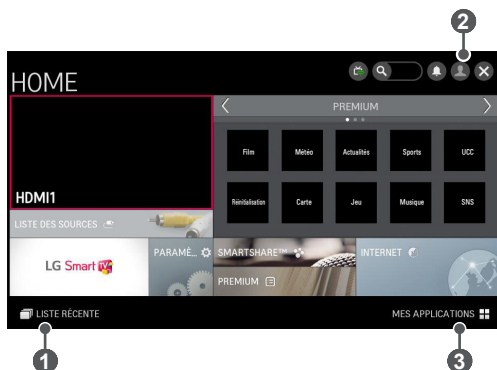 2
HOME
PREMIUM
Film Météo Actualités Sports UCC
HDMI1
Réinitialisation Carte Jeu Musique SNS
LISTE DES SOURCES
LG Smart TV
PARAMÈ...
SMARTSHARE™
INTERNET
PREMIUM
LISTE RÉCENTE
MES APPLICATIONS
1
3